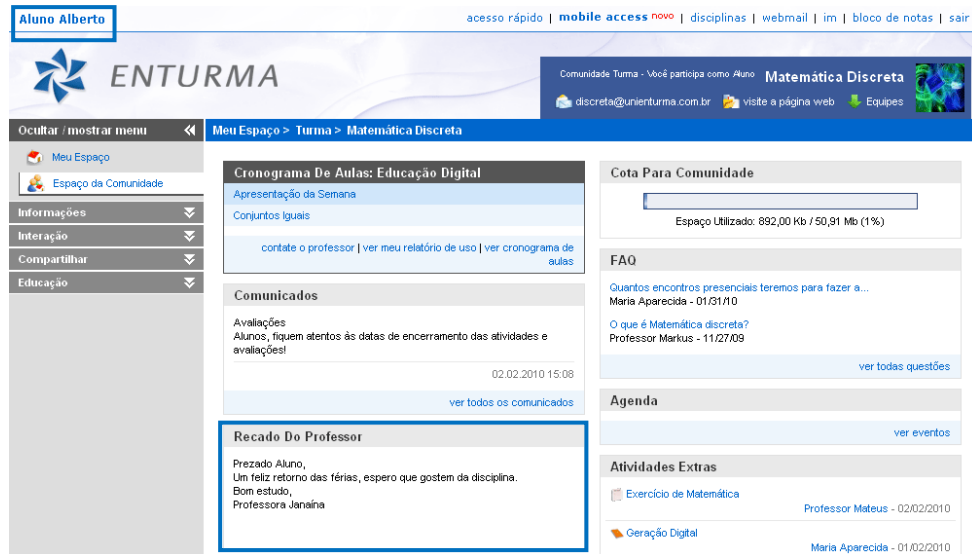 Aluno Alberto
acesso rápido | mobile access novo | disciplinas | webmail | im | bloco de notas | sair
ENTURMA
Comunidade Turma - Você participa como Aluno Matemática Discreta
discreta@unienturma.com.br visite a página web Equipes
Ocultar / mostrar menu
Meu Espaço > Turma > Matemática Discreta
Meu Espaço
Espaço da Comunidade
Informações
Interação
Compartilhar
Educação
Cronograma De Aulas: Educação Digital
Apresentação da Semana
Conjuntos Iguais
contate o professor | ver meu relatório de uso | ver cronograma de
aulas
Comunicados
Avaliações
Alunos, fiquem atentos às datas de encerramento das atividades e
avaliações!
02.02.2010 15:08
ver todos os comunicados
Recado Do Professor
Prezado Aluno,
Um feliz retorno das férias, espero que gostem da disciplina.
Bom estudo,
Professora Janaína
Cota Para Comunidade
Espaço Utilizado: 892,00 Kb / 50,91 Mb (1%)
FAQ
Quantos encontros presenciais teremos para fazer a...
Maria Aparecida - 01/31/10
O que é Matemática discreta?
Professor Markus - 11/27/09
ver todas questões
Agenda
ver eventos
Atividades Extras
Exercício de Matemática
Professor Mateus - 02/02/2010
Geração Digital
Maria Aparecida - 01/02/2010